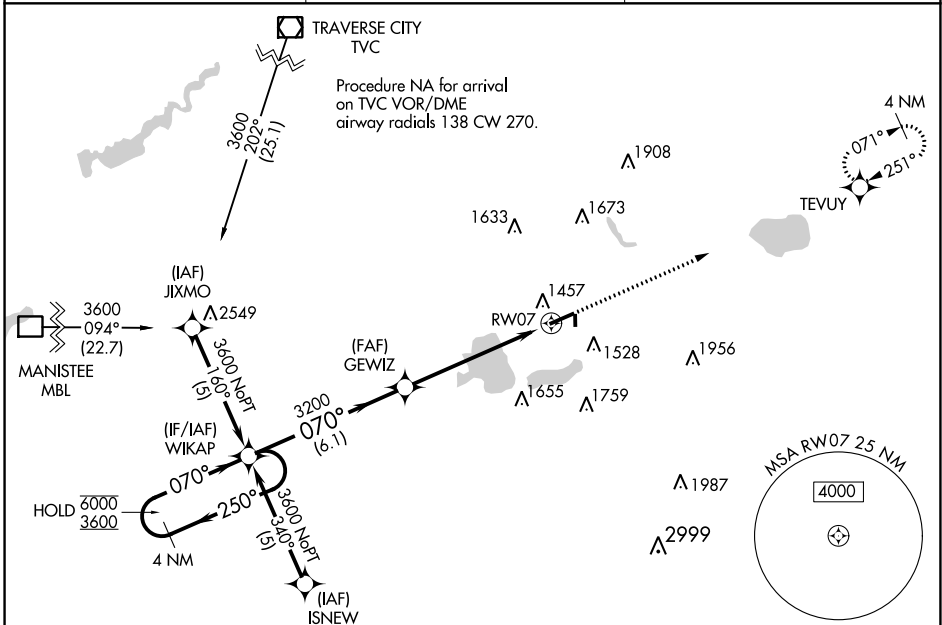 TRAVERSE CITY
TVC
Procedure NA for arrival
on TVC VOR/DME
airway radials 138 CW 270.
3600
202°
(25.1)
4 NM
071°
251°
TEVUY
1908
1633
1673
(IAF)
JIXMO
2549
3600
094°
(22.7)
MANISTEE
MBL
1457
RW07
1528
1956
(FAF)
GEWIZ
3600 NoPT
160°
(5)
1655
1759
3200
070°
(6.1)
(IF/IAF)
WIKAP
070°
250°
HOLD 6000
3600
4 NM
3600 NoPT
340°
(5)
(IAF)
ISNEW
1987
2999
MSA RW07 25 NM
4000